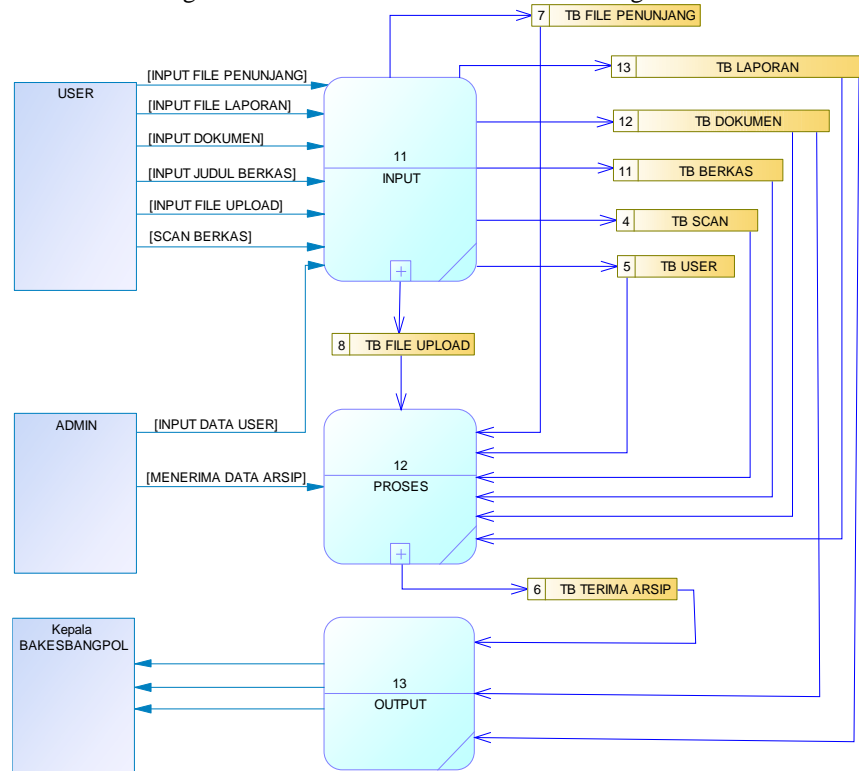 7 TB FILE PENUNJANG
13 TB LAPORAN
USER
[INPUT FILE PENUNJANG]
[INPUT FILE LAPORAN]
[INPUT DOKUMEN]
[INPUT JUDUL BERKAS]
[INPUT FILE UPLOAD]
[SCAN BERKAS]
11
INPUT
+
12 TB DOKUMEN
11 TB BERKAS
4 TB SCAN
5 TB USER
8 TB FILE UPLOAD
ADMIN
[INPUT DATA USER]
[MENERIMA DATA ARSIP]
12
PROSES
+
6 TB TERIMA ARSIP
Kepala
BAKESBANGPOL
13
OUTPUT